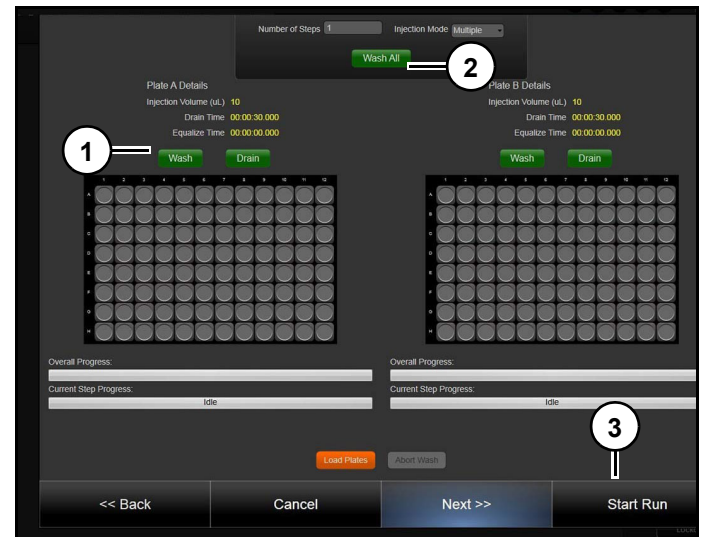 Number of Steps 1 Injection Mode Multiple
Wash All
2
Plate A Details
Injection Volume (uL) 10
Drain Time 00:00:30.000
Equalize Time 00:00:00.000
1
Wash Drain
1 2 3 4 5 6 7 8 9 10 11 12
A
B
C
D
E
F
G
H
Overall Progress:
Current Step Progress:
Idle
Plate B Details
Injection Volume (uL) 10
Drain Time 00:00:30.000
Equalize Time 00:00:00.000
Wash Drain
1 2 3 4 5 6 7 8 9 10 11 12
A
B
C
D
E
F
G
H
Overall Progress:
Current Step Progress:
Idle
3
Load Plates Abort Wash
<< Back Cancel Next >> Start Run